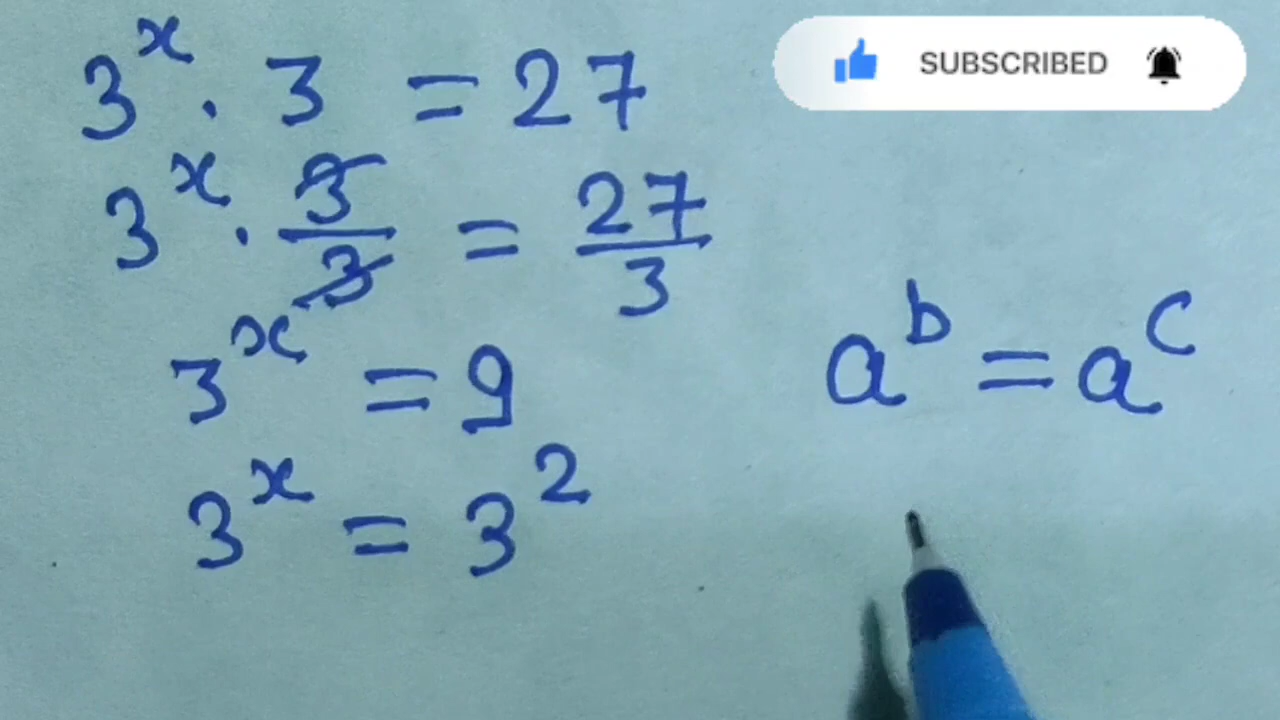 3^x · 3 = 27
SUBSCRIBED
3^x · 3/3 = 27/3
3^x = 9
a^b = a^c
3^x = 3^2